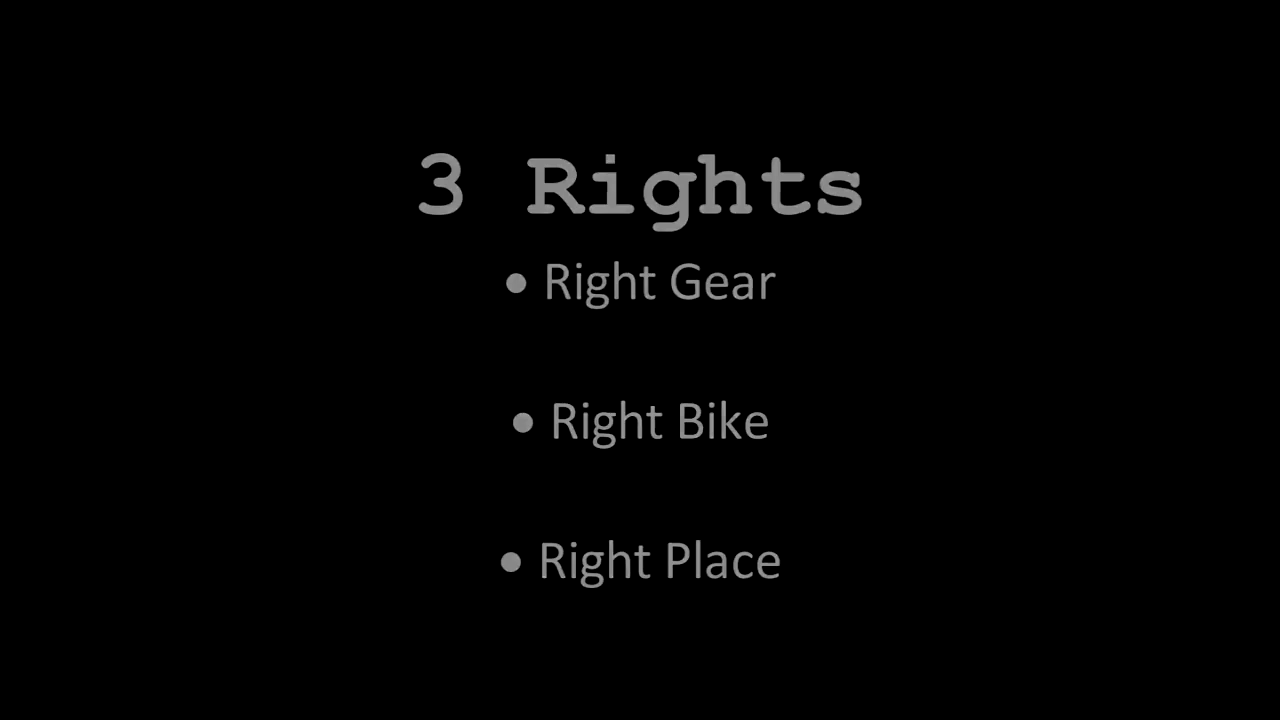 3 Rights
• Right Gear
• Right Bike
• Right Place